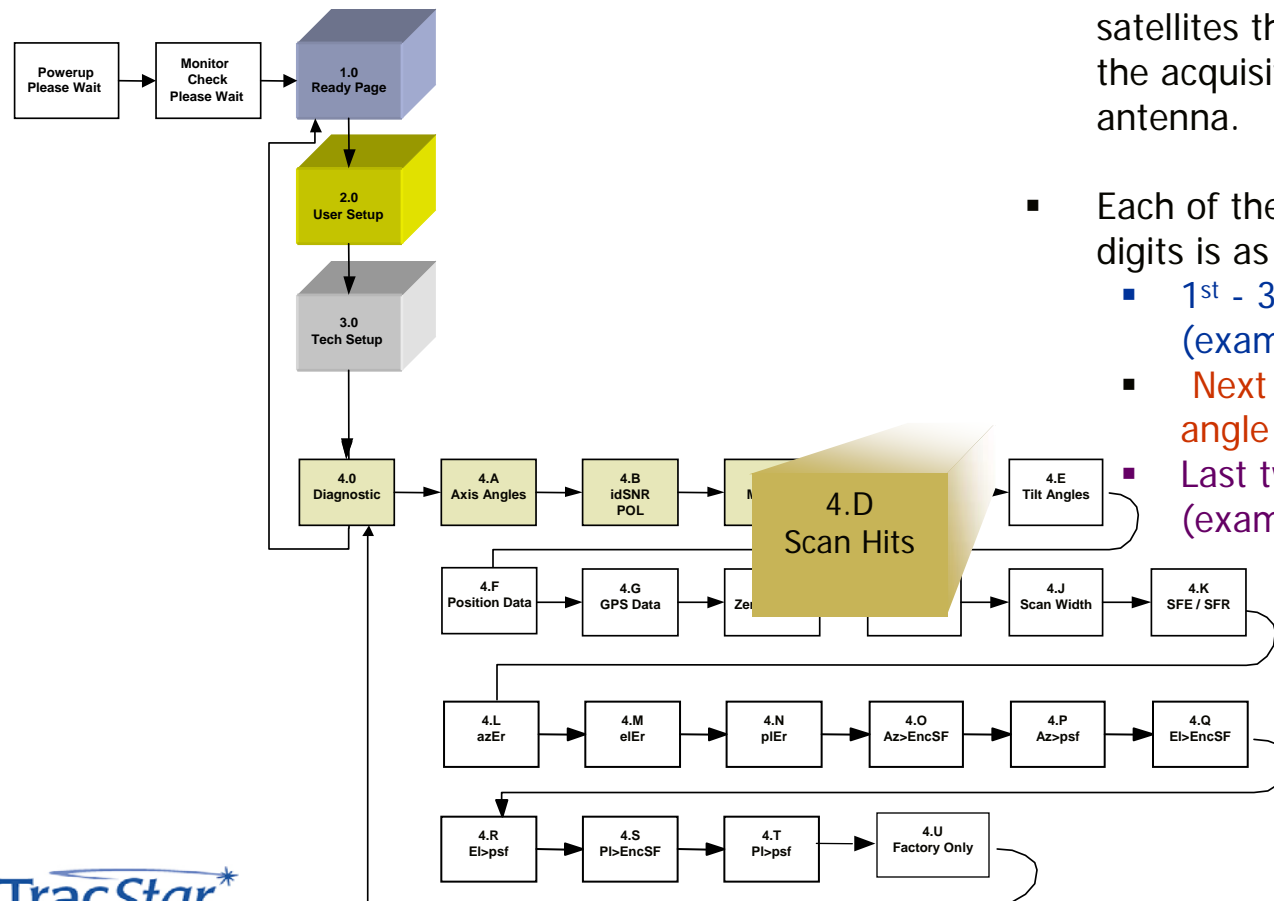 Powerup
Please Wait
Monitor
Check
Please Wait
1.0
Ready Page
2.0
User Setup
3.0
Tech Setup
4.0
Diagnostic
4.A
Axis Angles
4.B
idSNR
POL
4.D
Scan Hits
4.E
Tilt Angles
4.F
Position Data
4.G
GPS Data
4.J
Scan Width
4.K
SFE / SFR
4.L
azEr
4.M
elEr
4.N
plEr
4.O
Az>EncSF
4.P
Az>psf
4.Q
El>EncSF
4.R
El>psf
4.S
Pl>EncSF
4.T
Pl>psf
4.U
Factory Only
satellites th
the acquisi
antenna.
▪ Each of the
digits is as
▪ 1st - 3
(exam
▪ Next
angle
▪ Last tw
(exam
TracStar